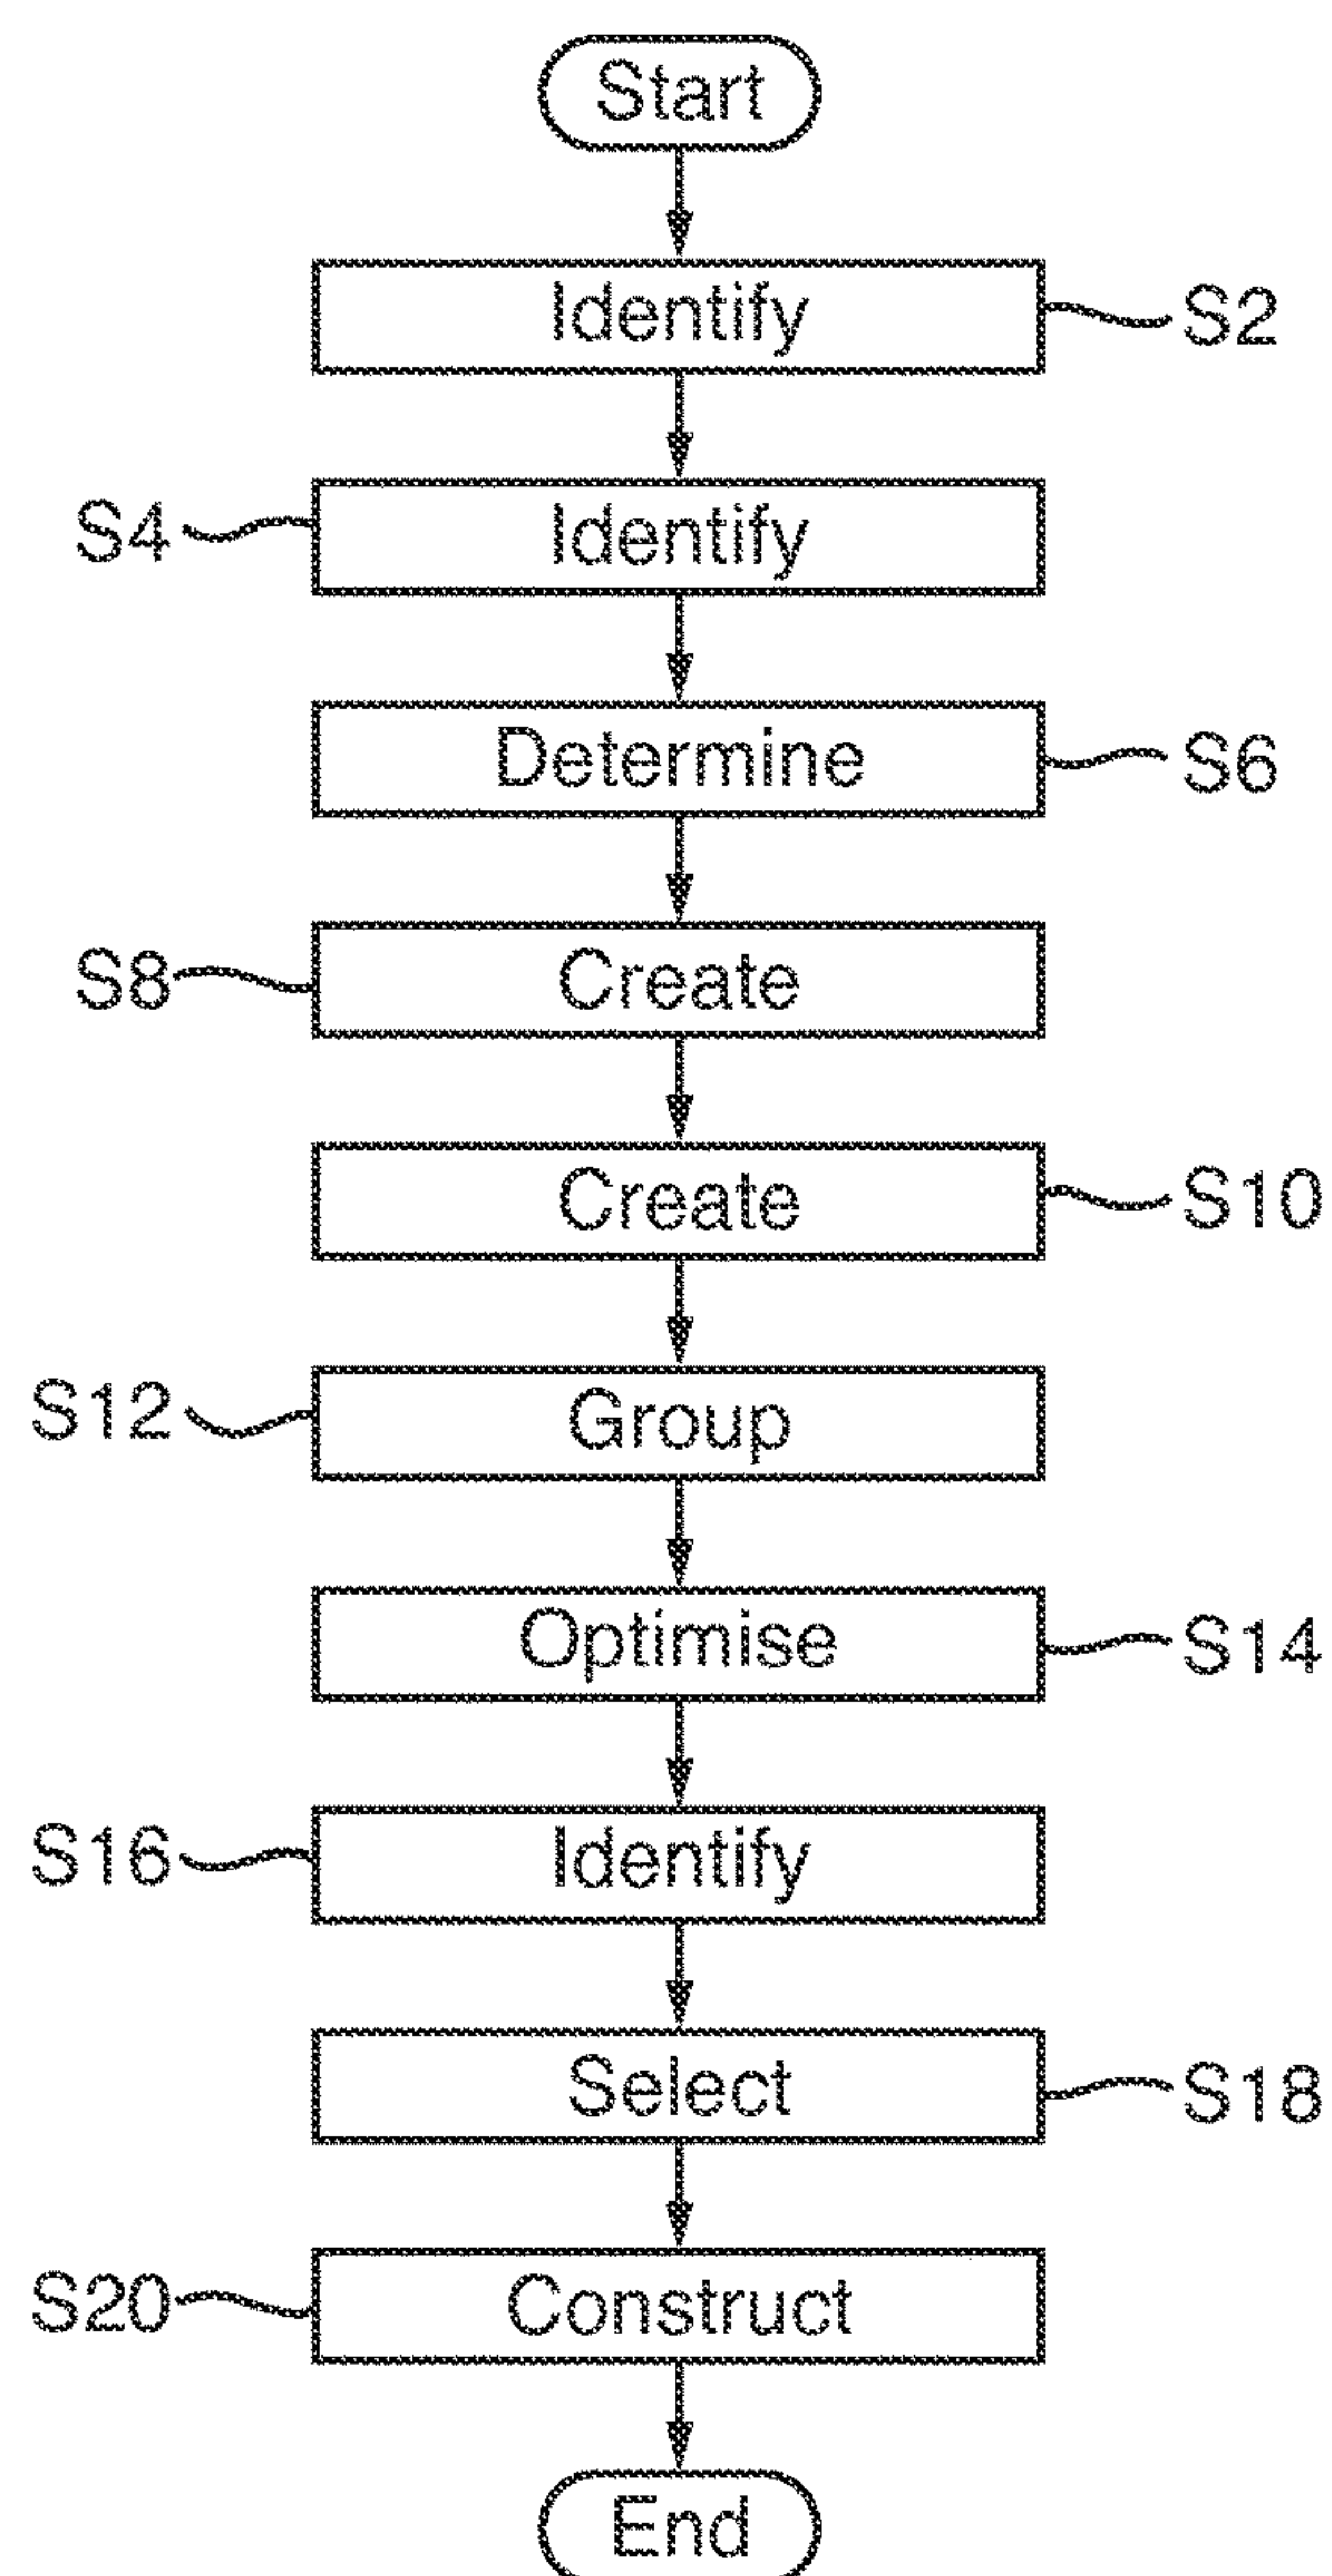 Start
Identify S2
S4 Identify
Determine S6
S8 Create
Create S10
S12 Group
Optimise S14
S16 Identify
Select S18
S20 Construct
End